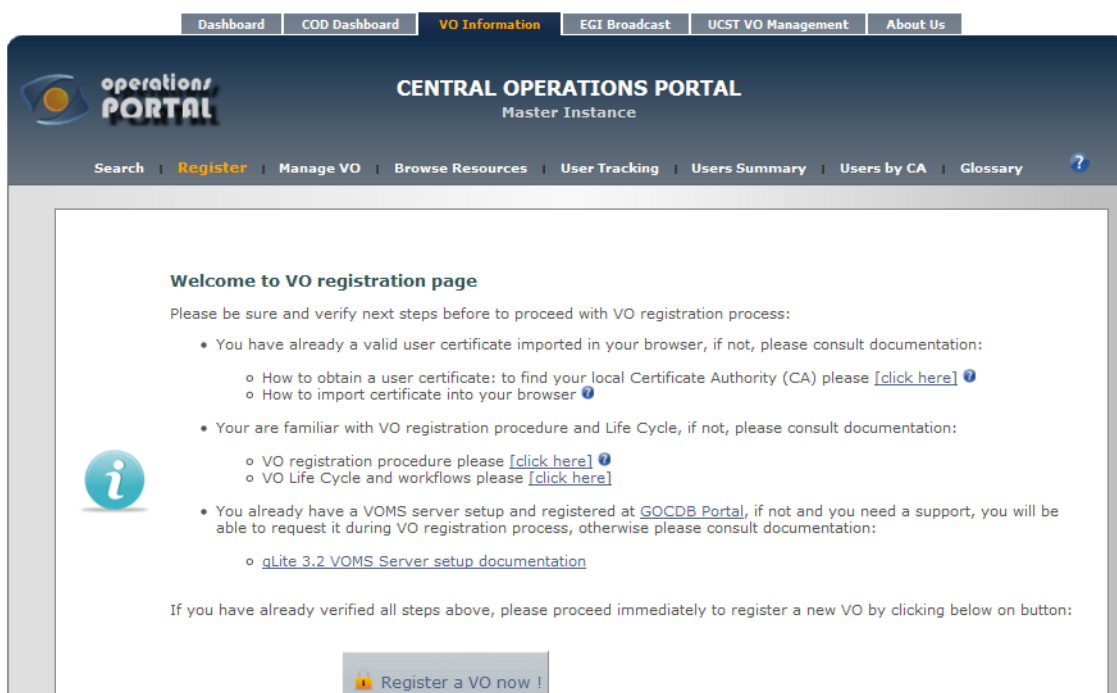 Dashboard COD Dashboard VO Information EGI Broadcast UCST VO Management About Us
operations
PORTAL
CENTRAL OPERATIONS PORTAL
Master Instance
Search | Register | Manage VO | Browse Resources | User Tracking | Users Summary | Users by CA | Glossary ?
Welcome to VO registration page
Please be sure and verify next steps before to proceed with VO registration process:
• You have already a valid user certificate imported in your browser, if not, please consult documentation:
o How to obtain a user certificate: to find your local Certificate Authority (CA) please [click here] ?
o How to import certificate into your browser ?
• Your are familiar with VO registration procedure and Life Cycle, if not, please consult documentation:
o VO registration procedure please [click here] ?
o VO Life Cycle and workflows please [click here]
i
• You already have a VOMS server setup and registered at GOCDB Portal, if not and you need a support, you will be
able to request it during VO registration process, otherwise please consult documentation:
o gLite 3.2 VOMS Server setup documentation
If you have already verified all steps above, please proceed immediately to register a new VO by clicking below on button:
Register a VO now !